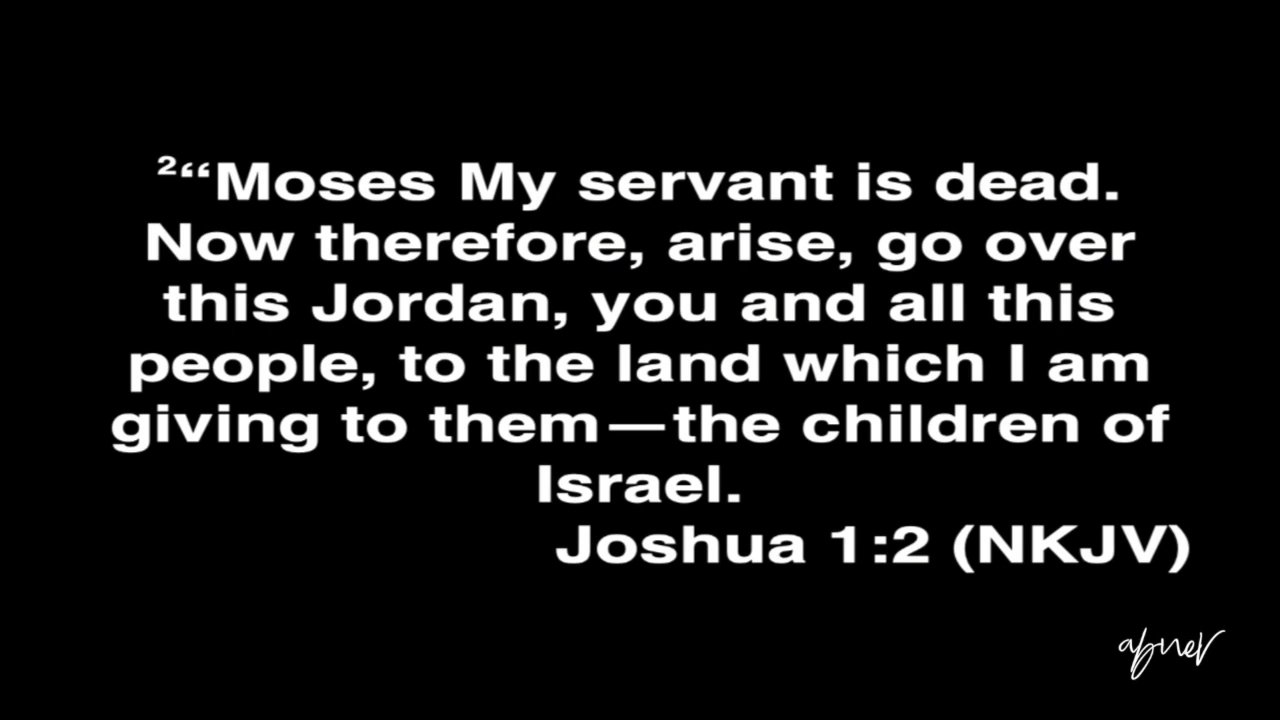 ²“Moses My servant is dead.
Now therefore, arise, go over
this Jordan, you and all this
people, to the land which I am
giving to them—the children of
Israel.
Joshua 1:2 (NKJV)
abner